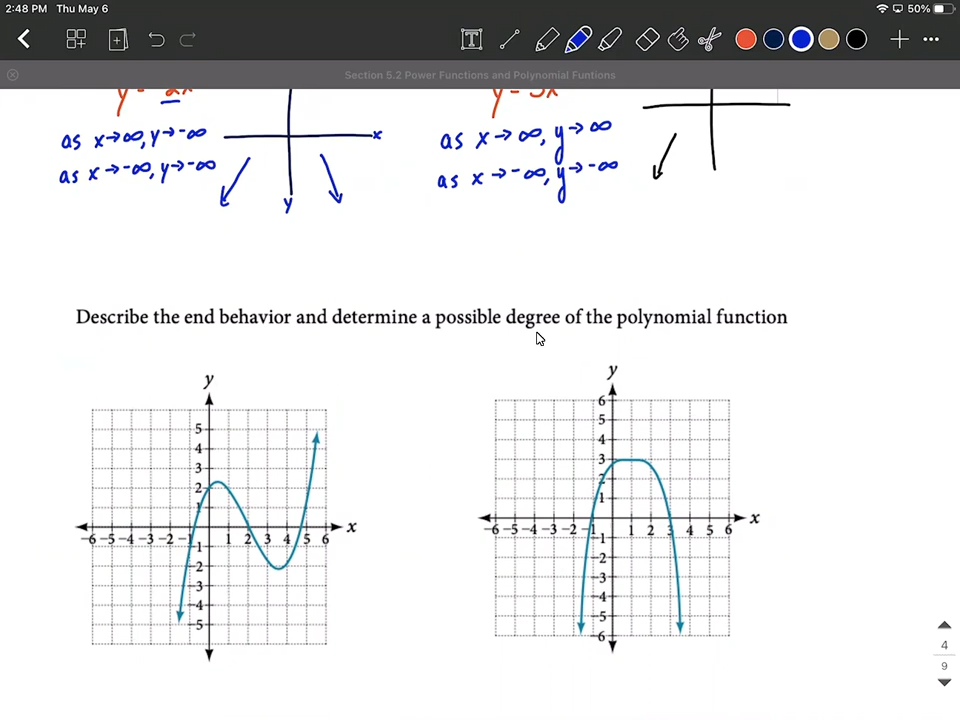 2:48 PM Thu May 6
50%
Section 5.2 Power Functions and Polynomial Funtions
as x→∞, y→-∞
as x→-∞, y→-∞
x
y
as x→∞, y→∞
as x→-∞, y→-∞
Describe the end behavior and determine a possible degree of the polynomial function
y
5
4
3
2
1
-6 -5 -4 -3 -2 -1 1 2 3 4 5 6 x
-1
-2
-3
-4
-5
y
6
5
4
3
2
1
-6 -5 -4 -3 -2 -1 1 2 3 4 5 6 x
-1
-2
-3
-4
-5
-6
4
9